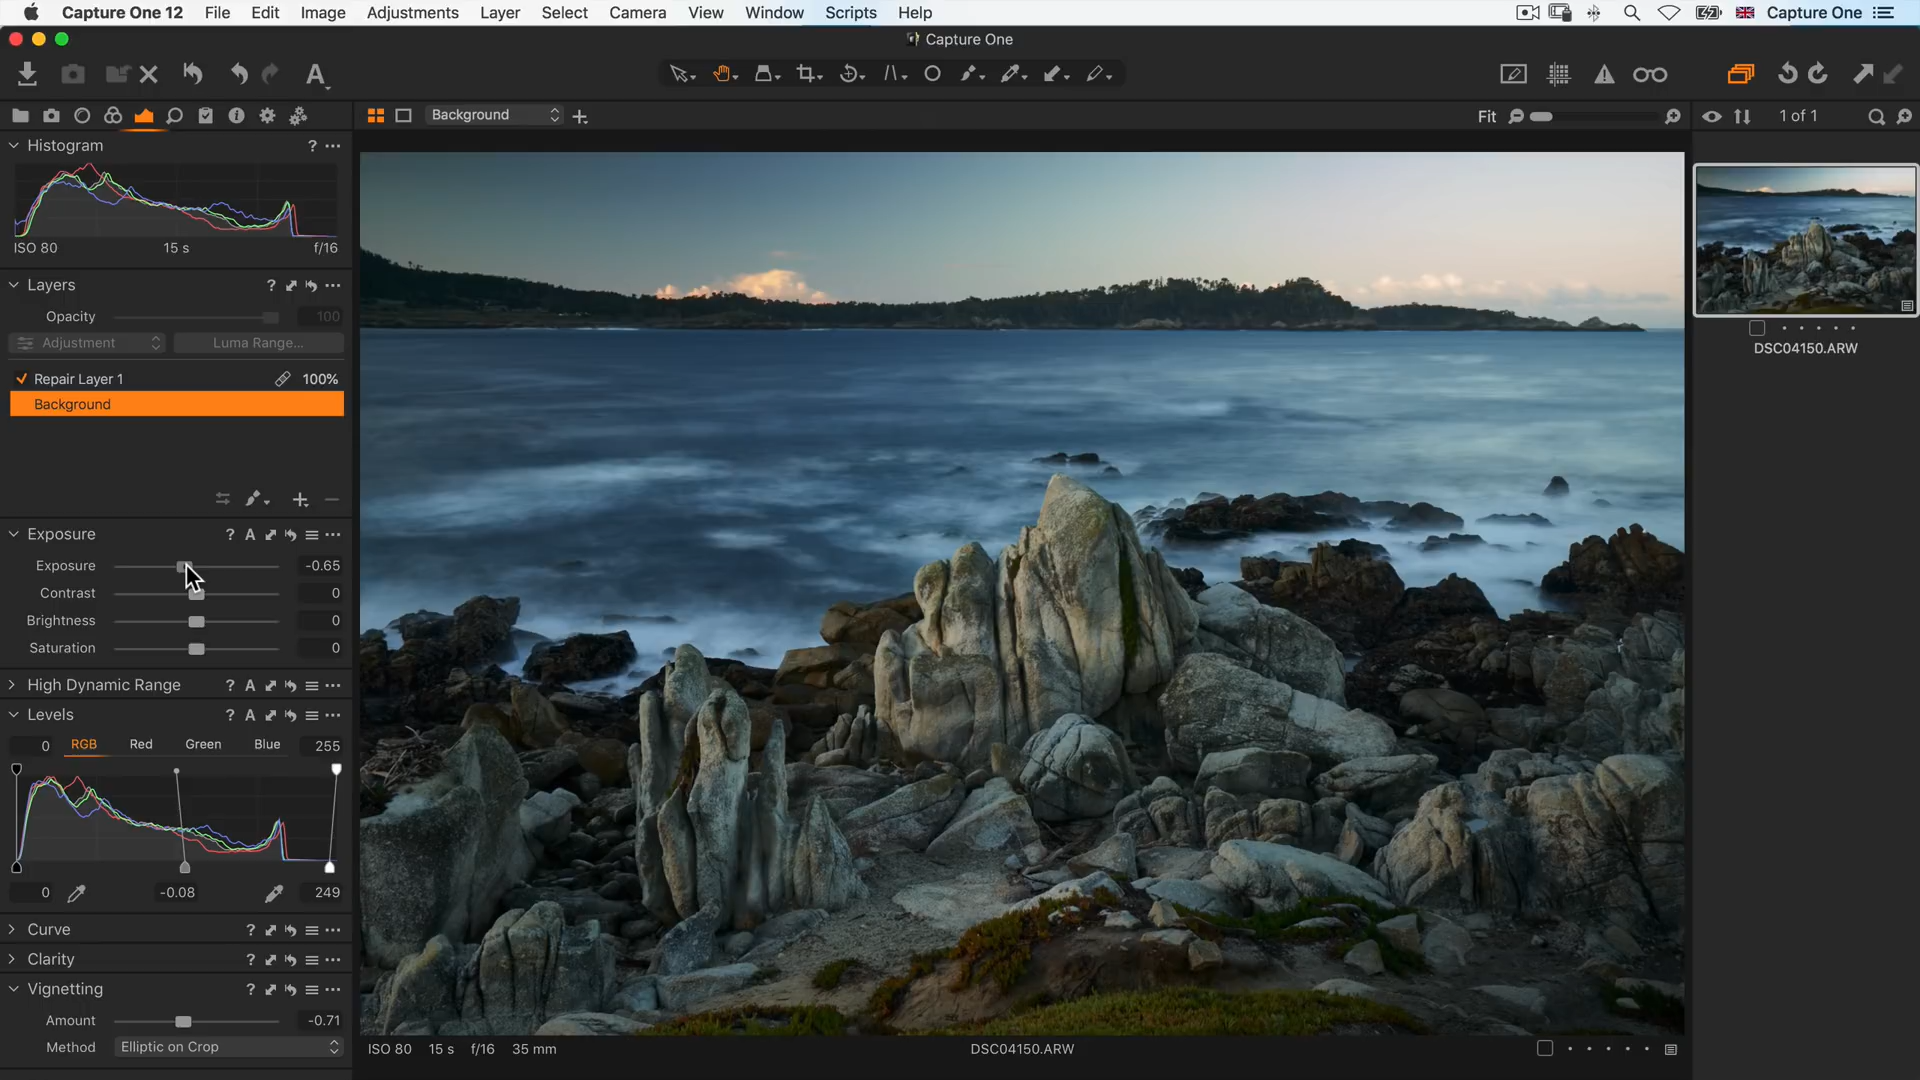 Capture One 12 File Edit Image Adjustments Layer Select Camera View Window Scripts Help Capture One
Capture One
A
Background Fit 1 of 1
Histogram ?
ISO 80 15 s f/16
Layers ?
Opacity 100
Adjustment Luma Range...
Repair Layer 1 100%
Background
DSC04150.ARW
Exposure ? A
Exposure -0.65
Contrast 0
Brightness 0
Saturation 0
High Dynamic Range ? A
Levels ? A
0 RGB Red Green Blue 255
0 -0.08 249
Curve ?
Clarity ?
Vignetting ?
Amount -0.71
Method Elliptic on Crop
ISO 80 15 s f/16 35 mm DSC04150.ARW